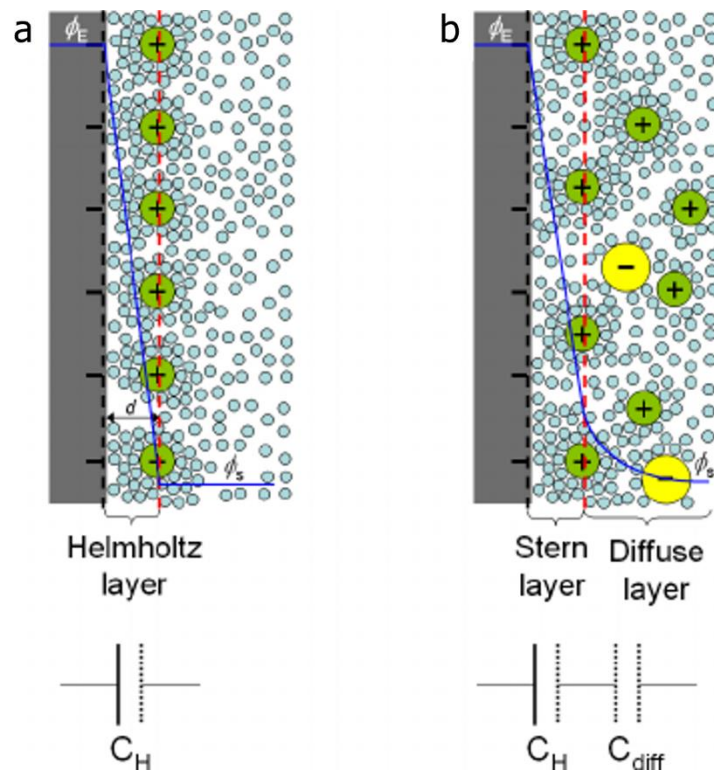 a
ϕE
+
+
+
+
+
+
−
−
−
−
−
d
ϕs
Helmholtz
layer
CH
b
ϕE
+
+
+
+
+
+
+
+
−
−
−
−
−
−
−
ϕs
Stern
layer
Diffuse
layer
CH
Cdiff